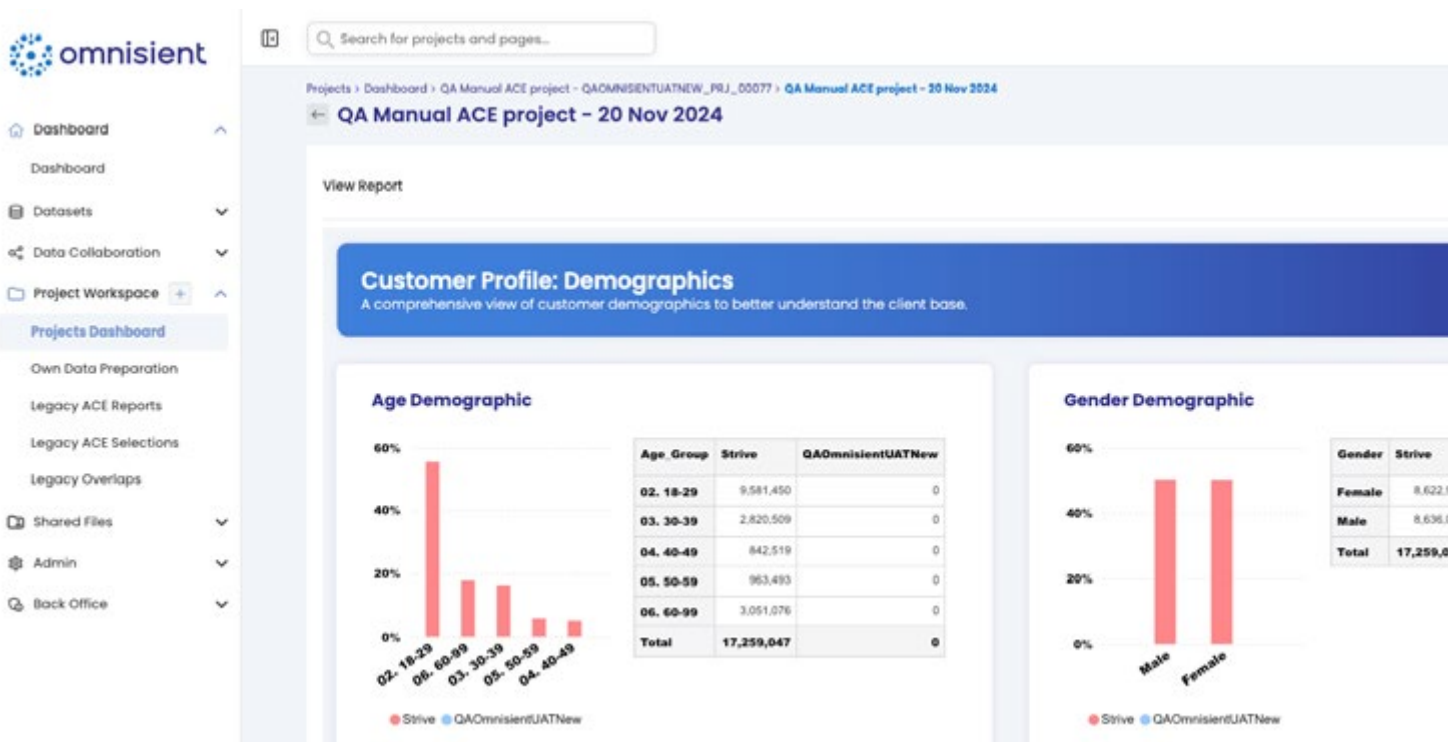 omnisient
Search for projects and pages...
Projects > Dashboard > QA Manual ACE project - QAOMNISIENTUATNEW_PRJ_00077 > QA Manual ACE project - 20 Nov 2024
← QA Manual ACE project - 20 Nov 2024
Dashboard
Dashboard
Datasets
Data Collaboration
Project Workspace +
Projects Dashboard
Own Data Preparation
Legacy ACE Reports
Legacy ACE Selections
Legacy Overlaps
Shared Files
Admin
Back Office
View Report
Customer Profile: Demographics
A comprehensive view of customer demographics to better understand the client base.
Age Demographic
60%
40%
20%
0%
02. 18-29
06. 60-99
03. 30-39
05. 50-59
04. 40-49
Strive QAOmnisientUATNew
Age_Group Strive QAOmnisientUATNew
02. 18-29 9,581,450 0
03. 30-39 2,820,509 0
04. 40-49 842,519 0
05. 50-59 963,493 0
06. 60-99 3,051,076 0
Total 17,259,047 0
Gender Demographic
60%
40%
20%
0%
Male
Female
Strive QAOmnisientUATNew
Gender Strive
Female 8,622,
Male 8,636,
Total 17,259,0